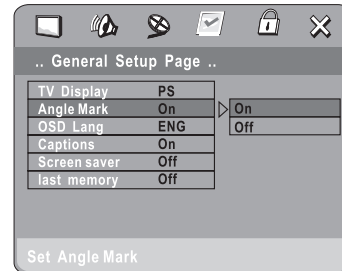 .. General Setup Page ..
TV Display PS
Angle Mark On On
OSD Lang ENG Off
Captions On
Screen saver Off
last memory Off
Set Angle Mark